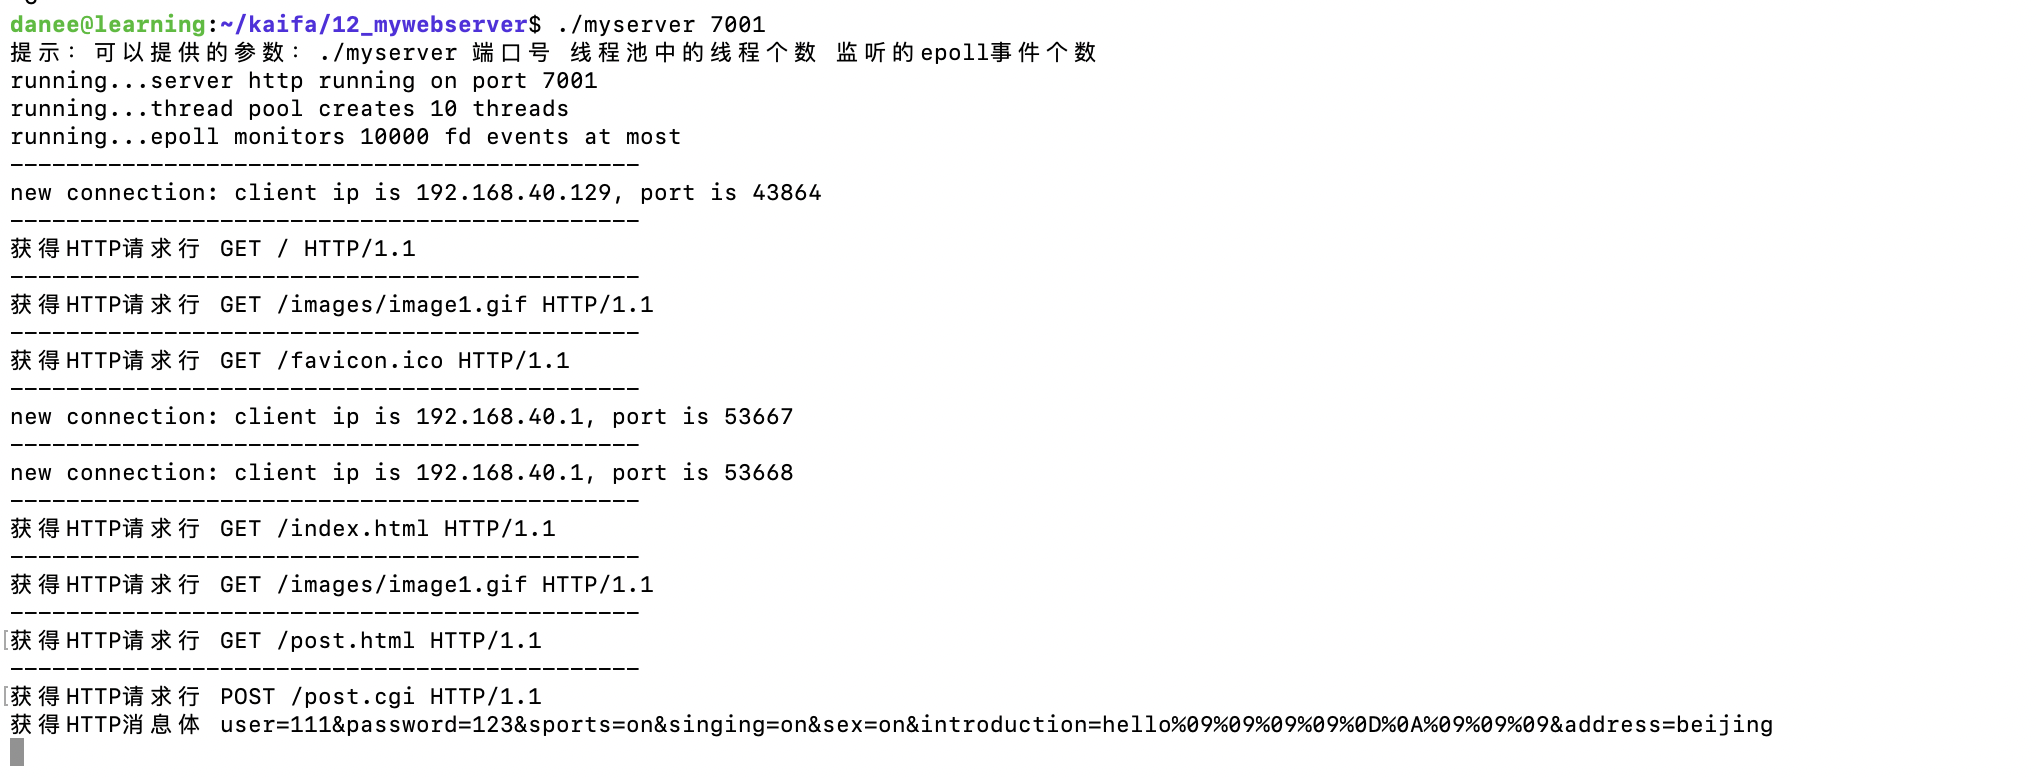 danee@learning:~/kaifa/12_mywebserver$ ./myserver 7001
提示：可以提供的参数：./myserver 端口号 线程池中的线程个数 监听的epoll事件个数
running...server http running on port 7001
running...thread pool creates 10 threads
running...epoll monitors 10000 fd events at most
---------------------------------------------
new connection: client ip is 192.168.40.129, port is 43864
---------------------------------------------
获得HTTP请求行 GET / HTTP/1.1
---------------------------------------------
获得HTTP请求行 GET /images/image1.gif HTTP/1.1
---------------------------------------------
获得HTTP请求行 GET /favicon.ico HTTP/1.1
---------------------------------------------
new connection: client ip is 192.168.40.1, port is 53667
---------------------------------------------
new connection: client ip is 192.168.40.1, port is 53668
---------------------------------------------
获得HTTP请求行 GET /index.html HTTP/1.1
---------------------------------------------
获得HTTP请求行 GET /images/image1.gif HTTP/1.1
---------------------------------------------
获得HTTP请求行 GET /post.html HTTP/1.1
---------------------------------------------
获得HTTP请求行 POST /post.cgi HTTP/1.1
获得HTTP消息体 user=111&password=123&sports=on&singing=on&sex=on&introduction=hello%09%09%09%09%0D%0A%09%09%09&address=beijing